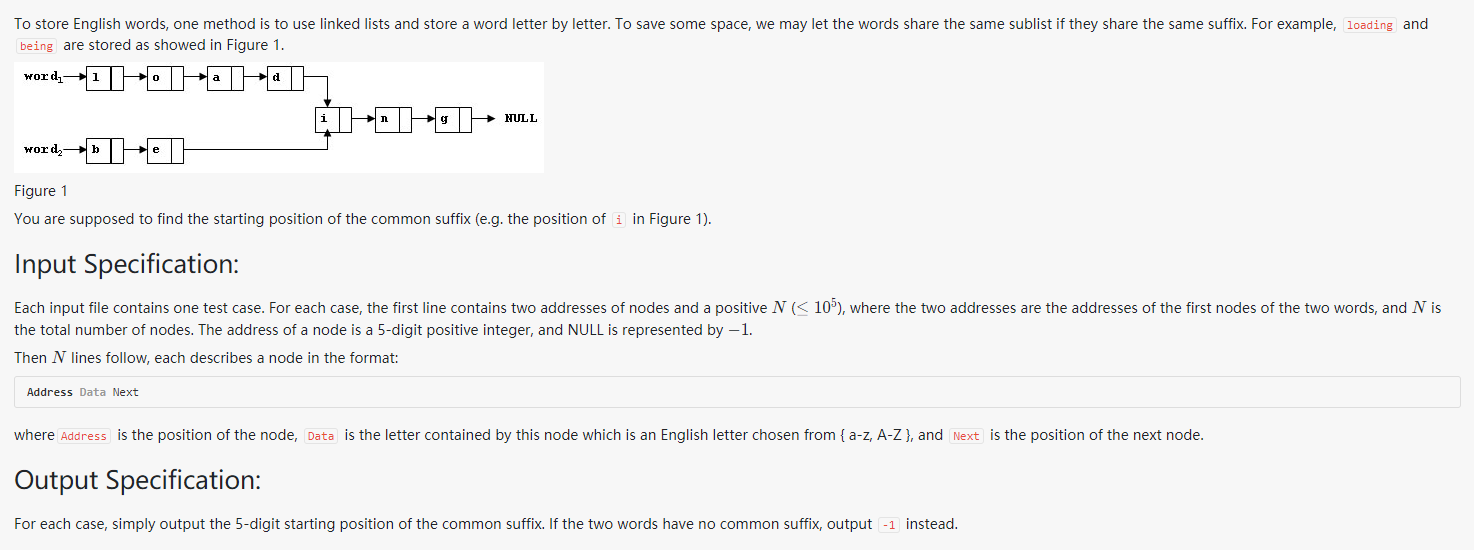 To store English words, one method is to use linked lists and store a word letter by letter. To save some space, we may let the words share the same sublist if they share the same suffix. For example, loading and
being are stored as showed in Figure 1.
word₁ l o a d
i n g NULL
word₂ b e
Figure 1
You are supposed to find the starting position of the common suffix (e.g. the position of i in Figure 1).
Input Specification:
Each input file contains one test case. For each case, the first line contains two addresses of nodes and a positive N (≤ 10⁵), where the two addresses are the addresses of the first nodes of the two words, and N is
the total number of nodes. The address of a node is a 5-digit positive integer, and NULL is represented by −1.
Then N lines follow, each describes a node in the format:
Address Data Next
where Address is the position of the node, Data is the letter contained by this node which is an English letter chosen from { a-z, A-Z }, and Next is the position of the next node.
Output Specification:
For each case, simply output the 5-digit starting position of the common suffix. If the two words have no common suffix, output -1 instead.